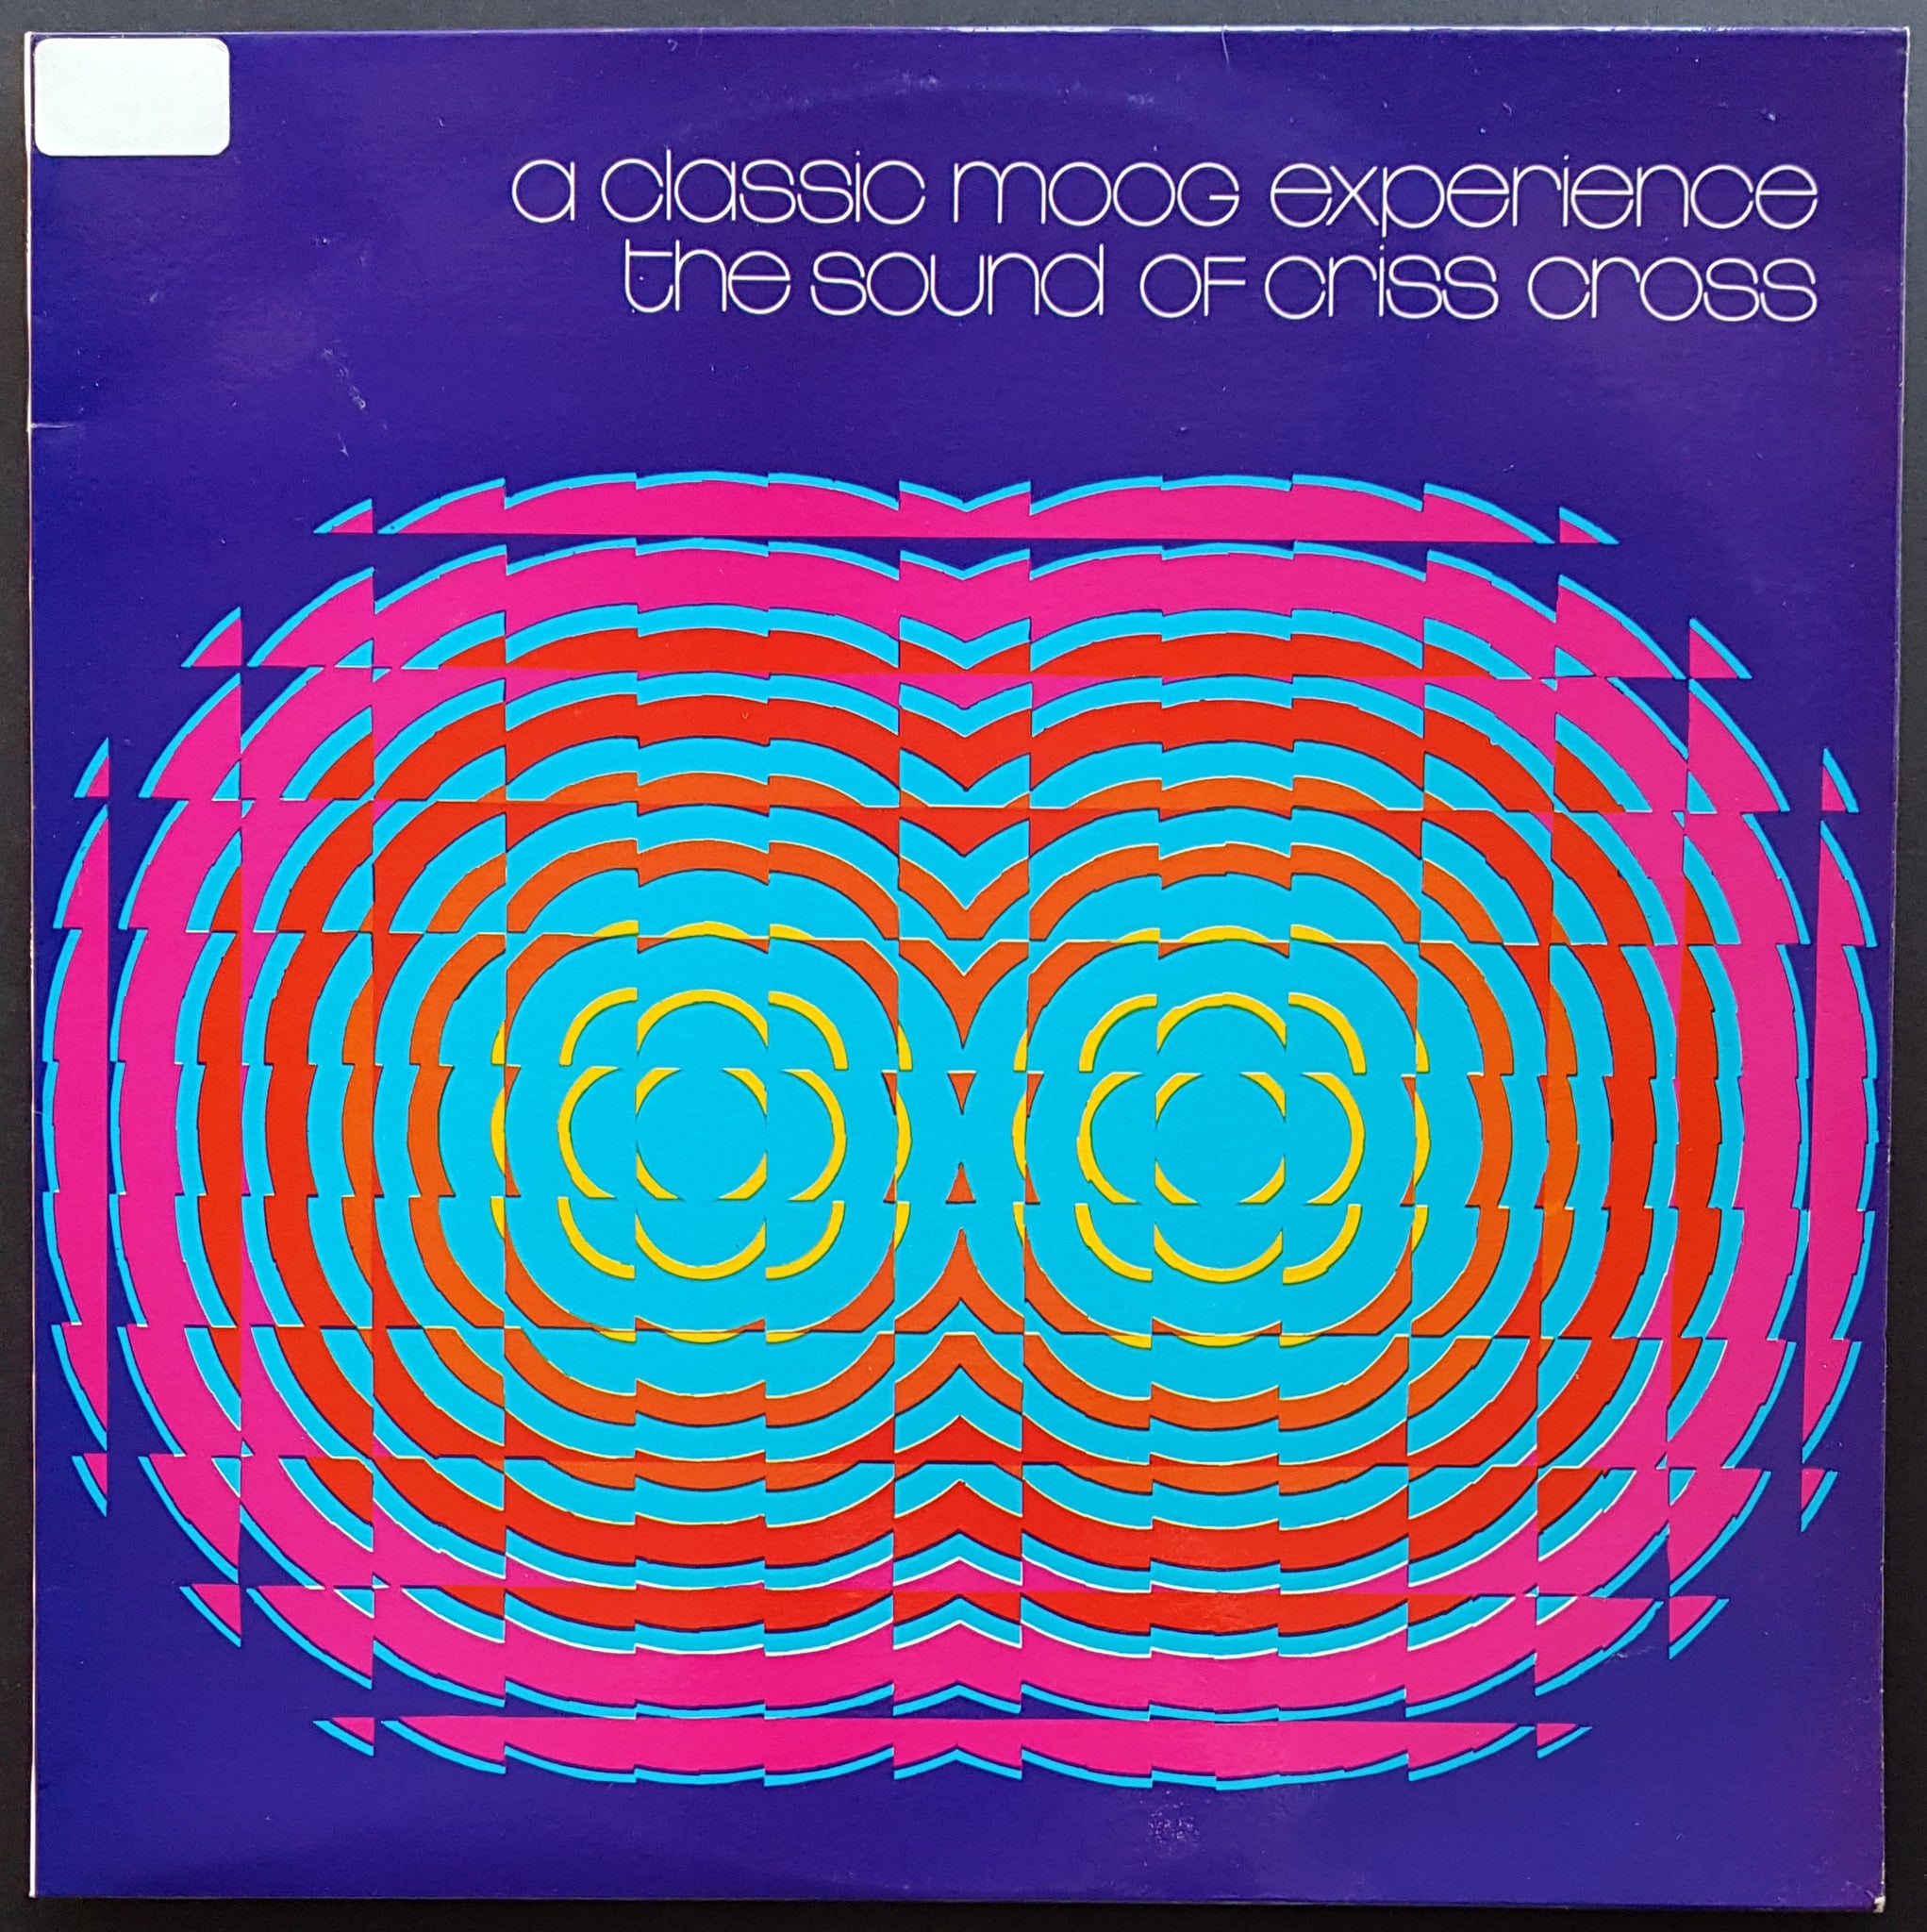 a classic mooG experience
the sound OF criss cross